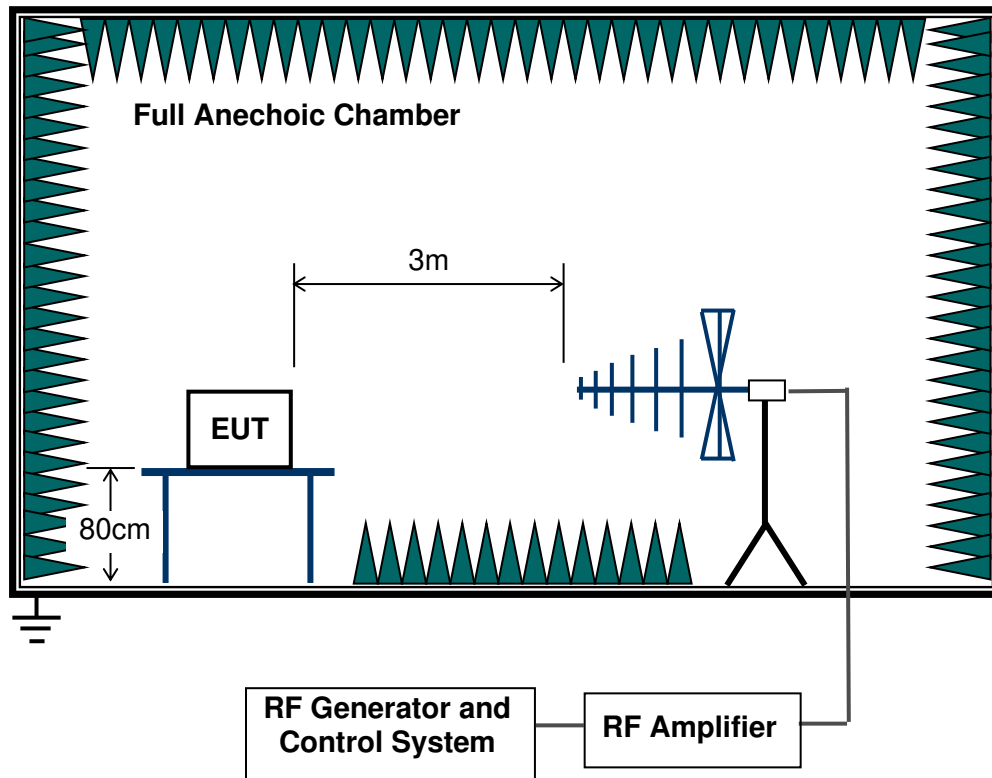 Full Anechoic Chamber
3m
EUT
80cm
RF Generator and
Control System
RF Amplifier